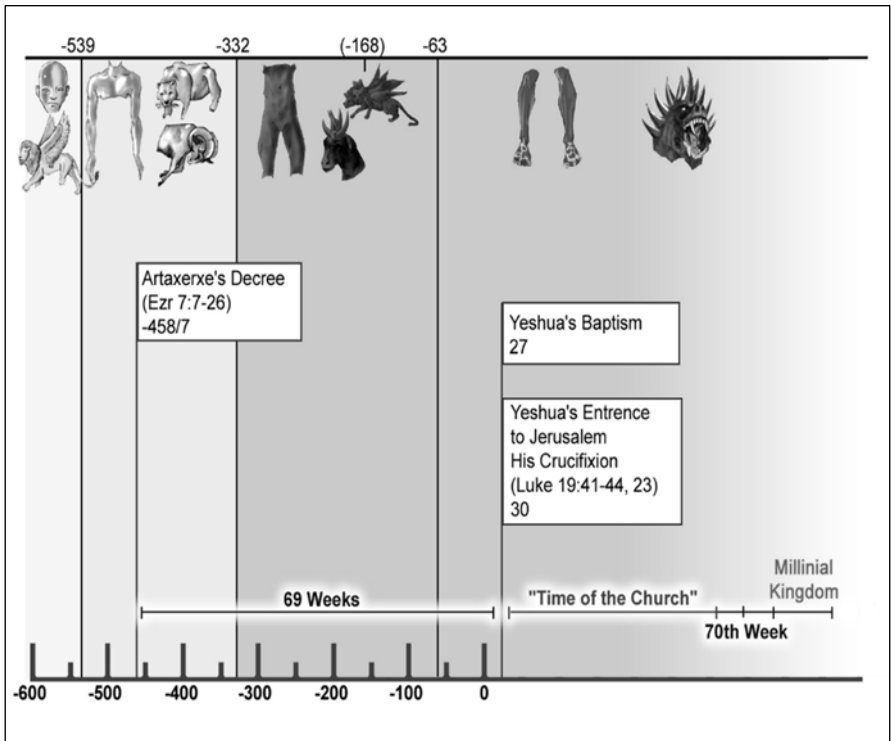 -539
-332
(-168)
-63
Artaxerxe's Decree
(Ezr 7:7-26)
-458/7
Yeshua's Baptism
27
Yeshua's Entrence
to Jerusalem
His Crucifixion
(Luke 19:41-44, 23)
30
69 Weeks
"Time of the Church"
Millinial
Kingdom
70th Week
-600
-500
-400
-300
-200
-100
0